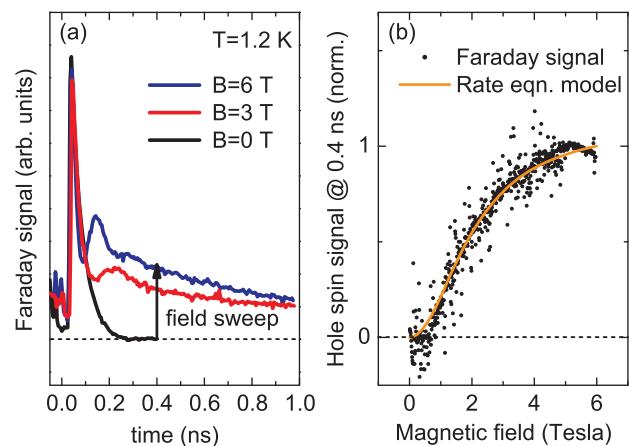 (a)
T=1.2 K
B=6 T
B=3 T
B=0 T
field sweep
Faraday signal (arb. units)
0.0 0.2 0.4 0.6 0.8 1.0
time (ns)
(b)
Faraday signal
Rate eqn. model
Hole spin signal @ 0.4 ns (norm.)
1
0
0 2 4 6
Magnetic field (Tesla)